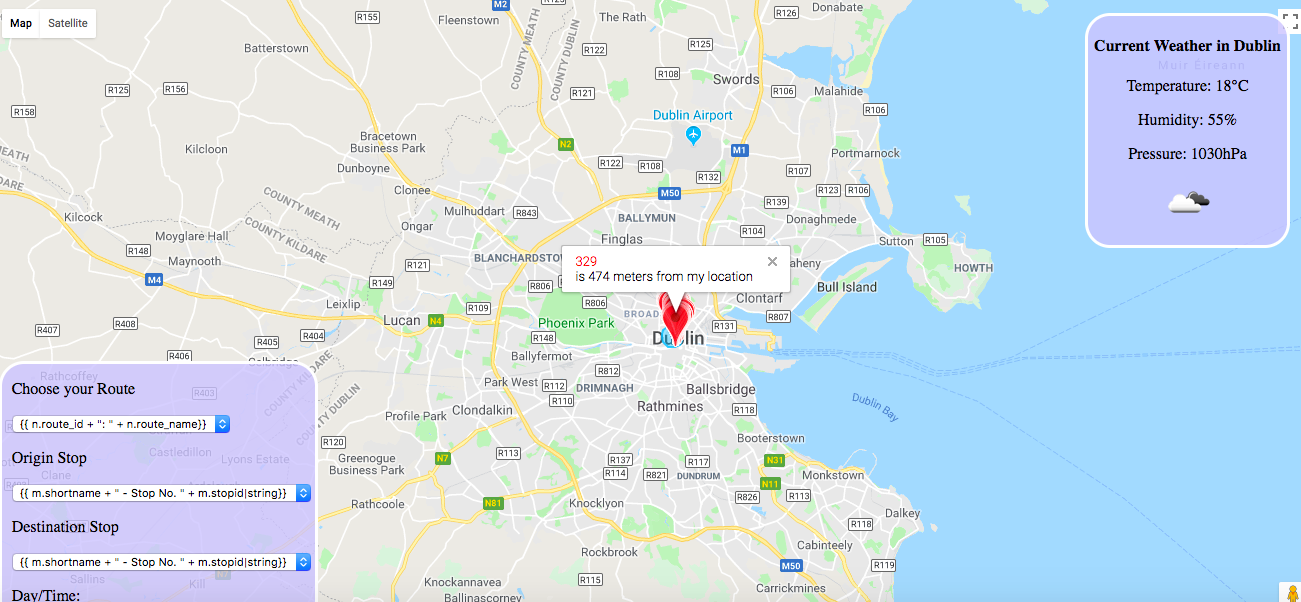 Map Satellite
Current Weather in Dublin
Muir Éireann
Temperature: 18°C
Humidity: 55%
Pressure: 1030hPa
329
is 474 meters from my location
Choose your Route
{{ n.route_id + ": " + n.route_name}}
Origin Stop
{{ m.shortname + " - Stop No. " + m.stopid|string}}
Destination Stop
{{ m.shortname + " - Stop No. " + m.stopid|string}}
Day/Time:
M2
R155
Fleenstown
The Rath
R126
Donabate
Batterstown
COUNTY MEATH
COUNTY DUBLIN
R122
R125
R108
Swords
R125
R156
R121
R106
Malahide
R158
Dublin Airport
R106
Bracetown
Business Park
Kilcloon
N2
M1
Portmarnock
Dunboyne
R122
R108
R132
R107
Clonee
M50
R123
R106
COUNTY MEATH
COUNTY KILDARE
Mulhuddart
R843
R139
Kilcock
Ongar
BALLYMUN
Donaghmede
Moyglare Hall
Finglas
R104
Sutton
R105
R148
Maynooth
R121
HOWTH
M4
R149
R806
Bull Island
Clontarf
Leixlip
R109
R806
R807
Lucan
N4
Phoenix Park
R131
R407
R408
R404
R148
Dublin
R405
R406
Ballyfermot
Rathcoffey
R812
Park West
R112
DRIMNAGH
Ballsbridge
R403
R110
Rathmines
R118
Dublin Bay
Profile Park
Clondalkin
R120
Booterstown
Castledillon
Lyons Estate
Greenogue
Business Park
N7
R113
R137
R117
N31
Clane
R114
R821
DUNDRUM
Monkstown
N11
Rathcoole
N81
Knocklyon
R826
R113
Dalkey
R118
Cabinteely
Rockbrook
M50
R119
Sallins
Kill
Knockannavea
R115
Carrickmines
Ballinascorney